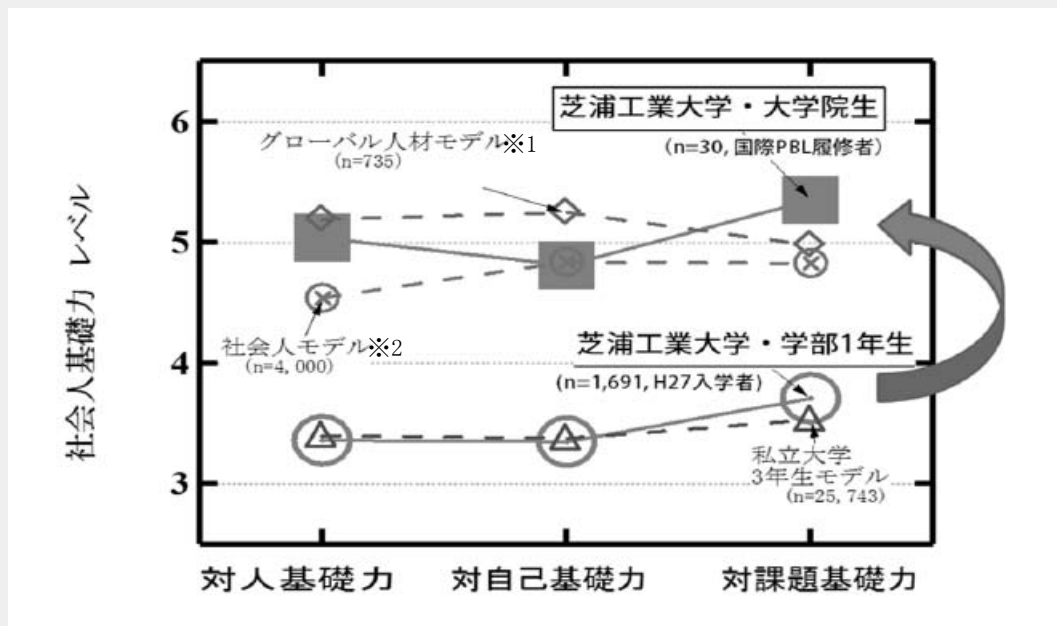 社会人基礎力 レベル
6
5
4
3
グローバル人材モデル※1
(n=735)
芝浦工業大学・大学院生
(n=30, 国際PBL履修者)
社会人モデル※2
(n=4,000)
芝浦工業大学・学部1年生
(n=1,691, H27入学者)
私立大学
3年生モデル
(n=25,743)
対人基礎力
対自己基礎力
対課題基礎力